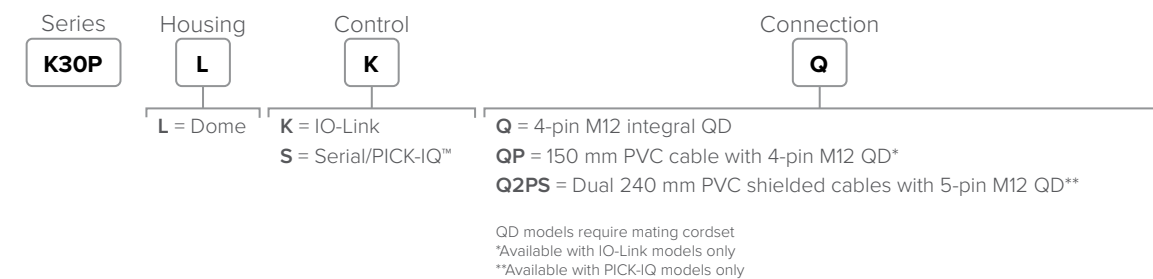 Series Housing Control Connection
K30P L K Q
L = Dome K = IO-Link Q = 4-pin M12 integral QD
S = Serial/PICK-IQ™ QP = 150 mm PVC cable with 4-pin M12 QD*
Q2PS = Dual 240 mm PVC shielded cables with 5-pin M12 QD**
QD models require mating cordset
*Available with IO-Link models only
**Available with PICK-IQ models only